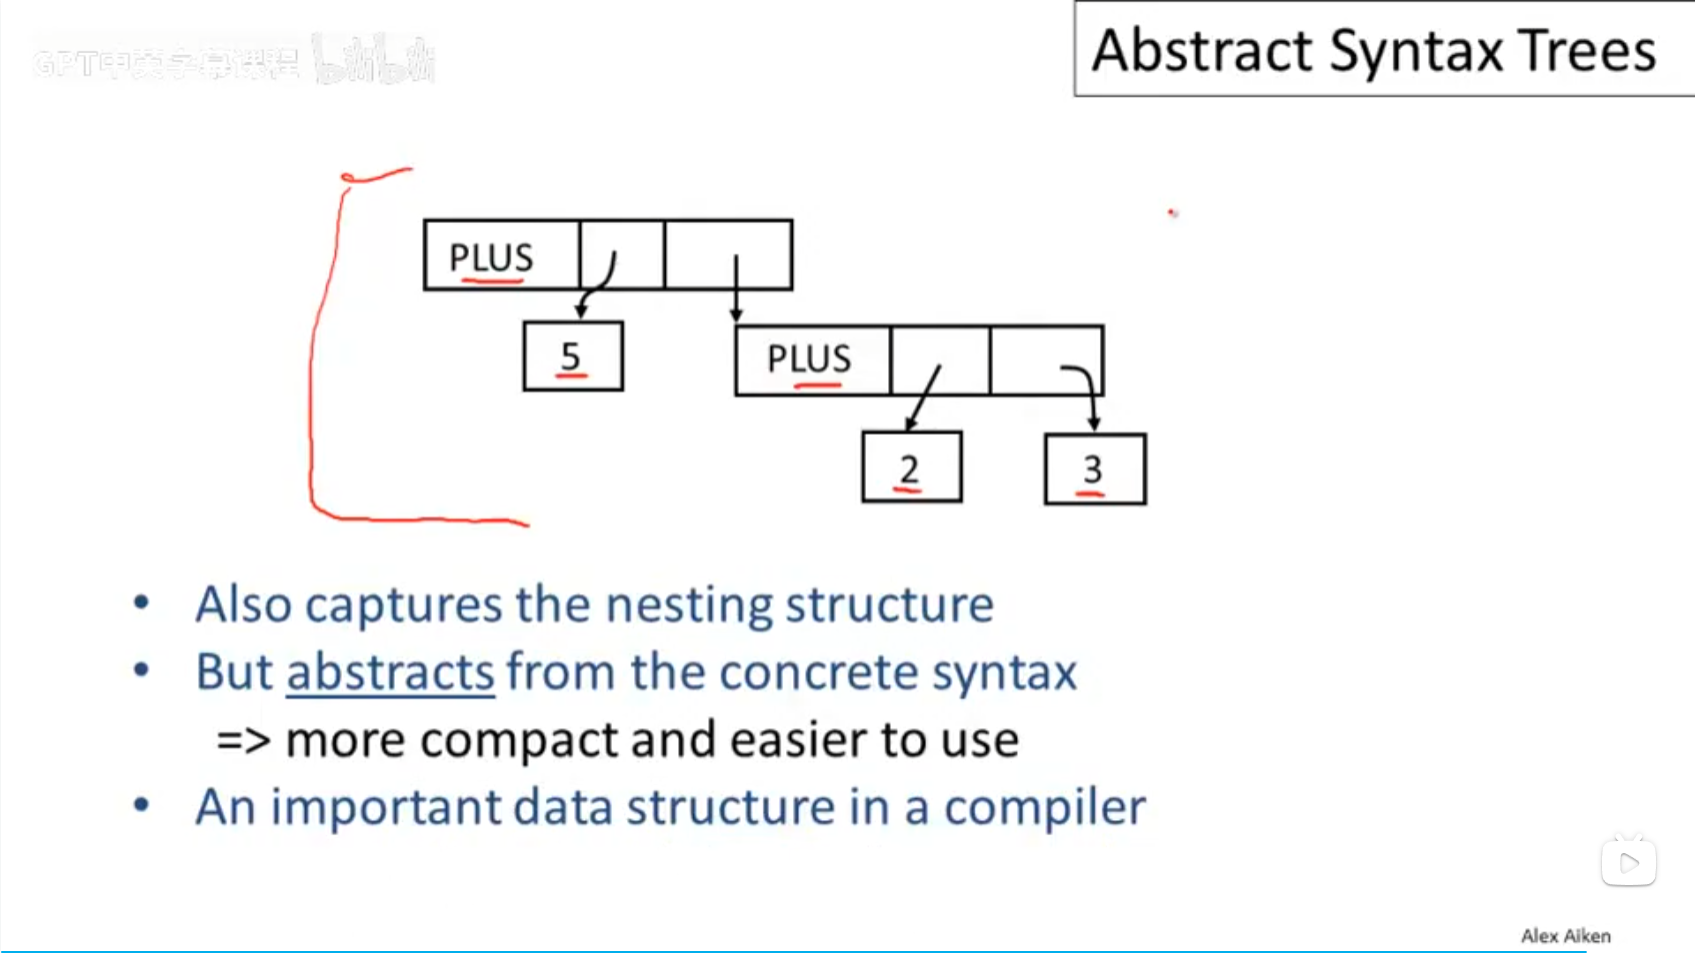 GPT中英字幕课程 bilibili
Abstract Syntax Trees
PLUS
5
PLUS
2
3
• Also captures the nesting structure
• But abstracts from the concrete syntax
=> more compact and easier to use
• An important data structure in a compiler
Alex Aiken